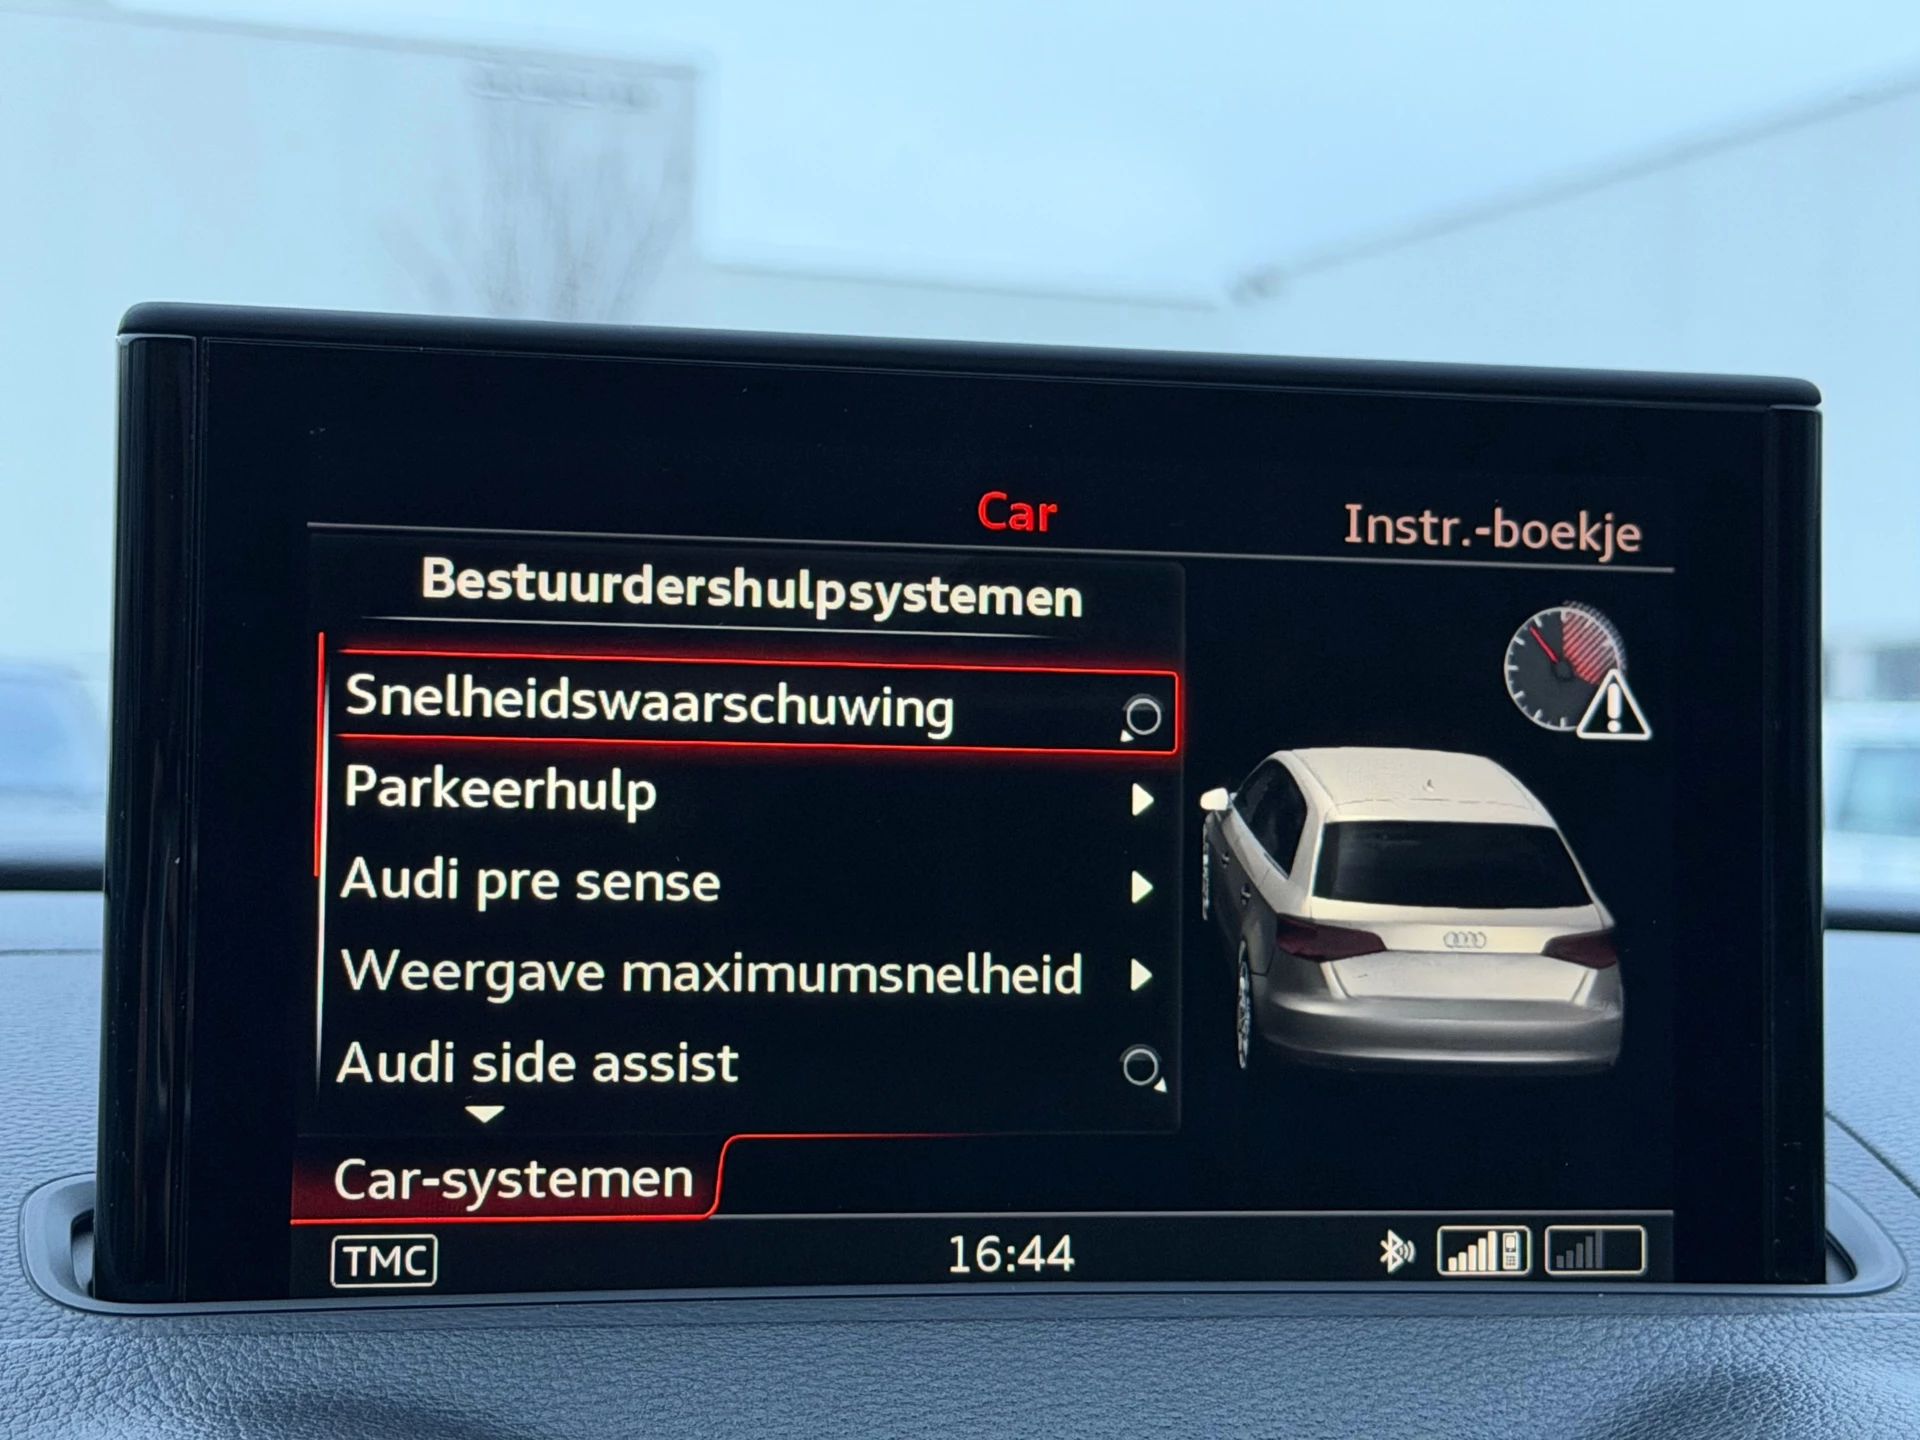 Car
Instr.-boekje
Bestuurdershulpsystemen
Snelheidswaarschuwing
Parkeerhulp
Audi pre sense
Weergave maximumsnelheid
Audi side assist
Car-systemen
TMC
16:44